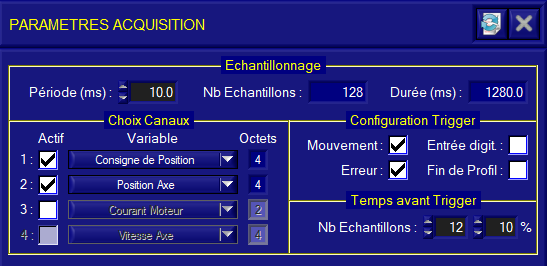 PARAMETRES ACQUISITION
Echantillonnage
Période (ms) : 10.0 Nb Echantillons : 128 Durée (ms) : 1280.0
Choix Canaux
Actif Variable Octets
1 : Consigne de Position 4
2 : Position Axe 4
3 : Courant Moteur 2
4 : Vitesse Axe 4
Configuration Trigger
Mouvement : Entrée digit. :
Erreur : Fin de Profil :
Temps avant Trigger
Nb Echantillons : 12 10 %